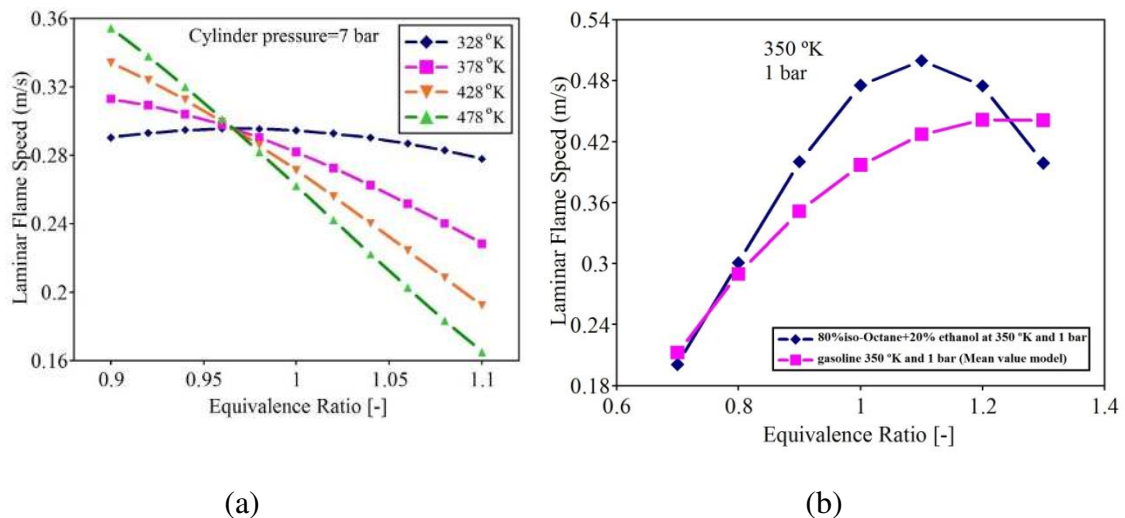 0.36
0.32
0.28
0.24
0.2
0.16
Laminar Flame Speed (m/s)
Cylinder pressure=7 bar
328 °K
378 °K
428 °K
478 °K
0.9
0.95
1
1.05
1.1
Equivalence Ratio [-]
(a)
0.54
0.48
0.42
0.36
0.3
0.24
0.18
Laminar Flame Speed (m/s)
350 °K
1 bar
80%iso-Octane+20% ethanol at 350 °K and 1 bar
gasoline 350 °K and 1 bar (Mean value model)
0.6
0.8
1
1.2
1.4
Equivalence Ratio [-]
(b)